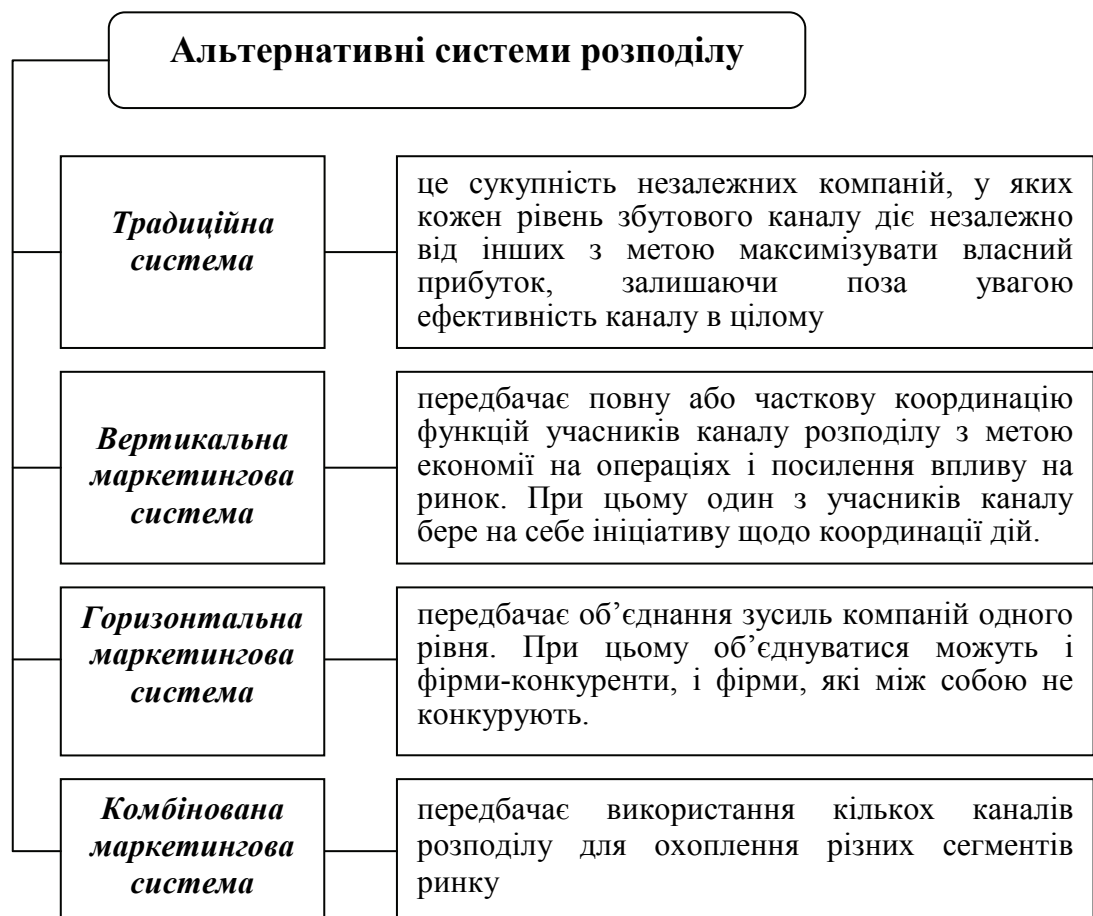 Альтернативні системи розподілу
Традиційна
система
це сукупність незалежних компаній, у яких
кожен рівень збутового каналу діє незалежно
від інших з метою максимізувати власний
прибуток, залишаючи поза увагою
ефективність каналу в цілому
Вертикальна
маркетингова
система
передбачає повну або часткову координацію
функцій учасників каналу розподілу з метою
економії на операціях і посилення впливу на
ринок. При цьому один з учасників каналу
бере на себе ініціативу щодо координації дій.
Горизонтальна
маркетингова
система
передбачає об’єднання зусиль компаній одного
рівня. При цьому об’єднуватися можуть і
фірми-конкуренти, і фірми, які між собою не
конкурують.
Комбінована
маркетингова
система
передбачає використання кількох каналів
розподілу для охоплення різних сегментів
ринку